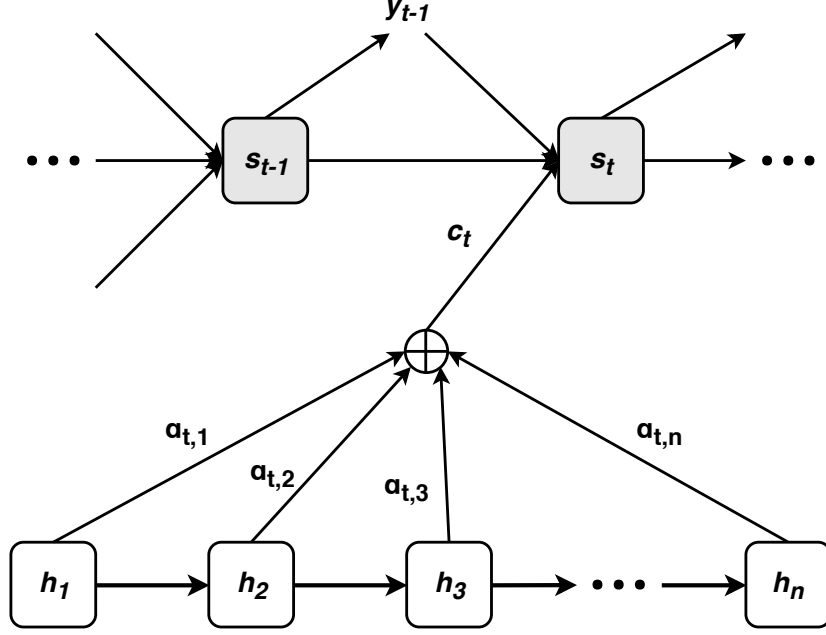 y_{t-1}
... s_{t-1} s_t ...
c_t
α_{t,1} α_{t,2} α_{t,3} α_{t,n}
h_1 h_2 h_3 ... h_n